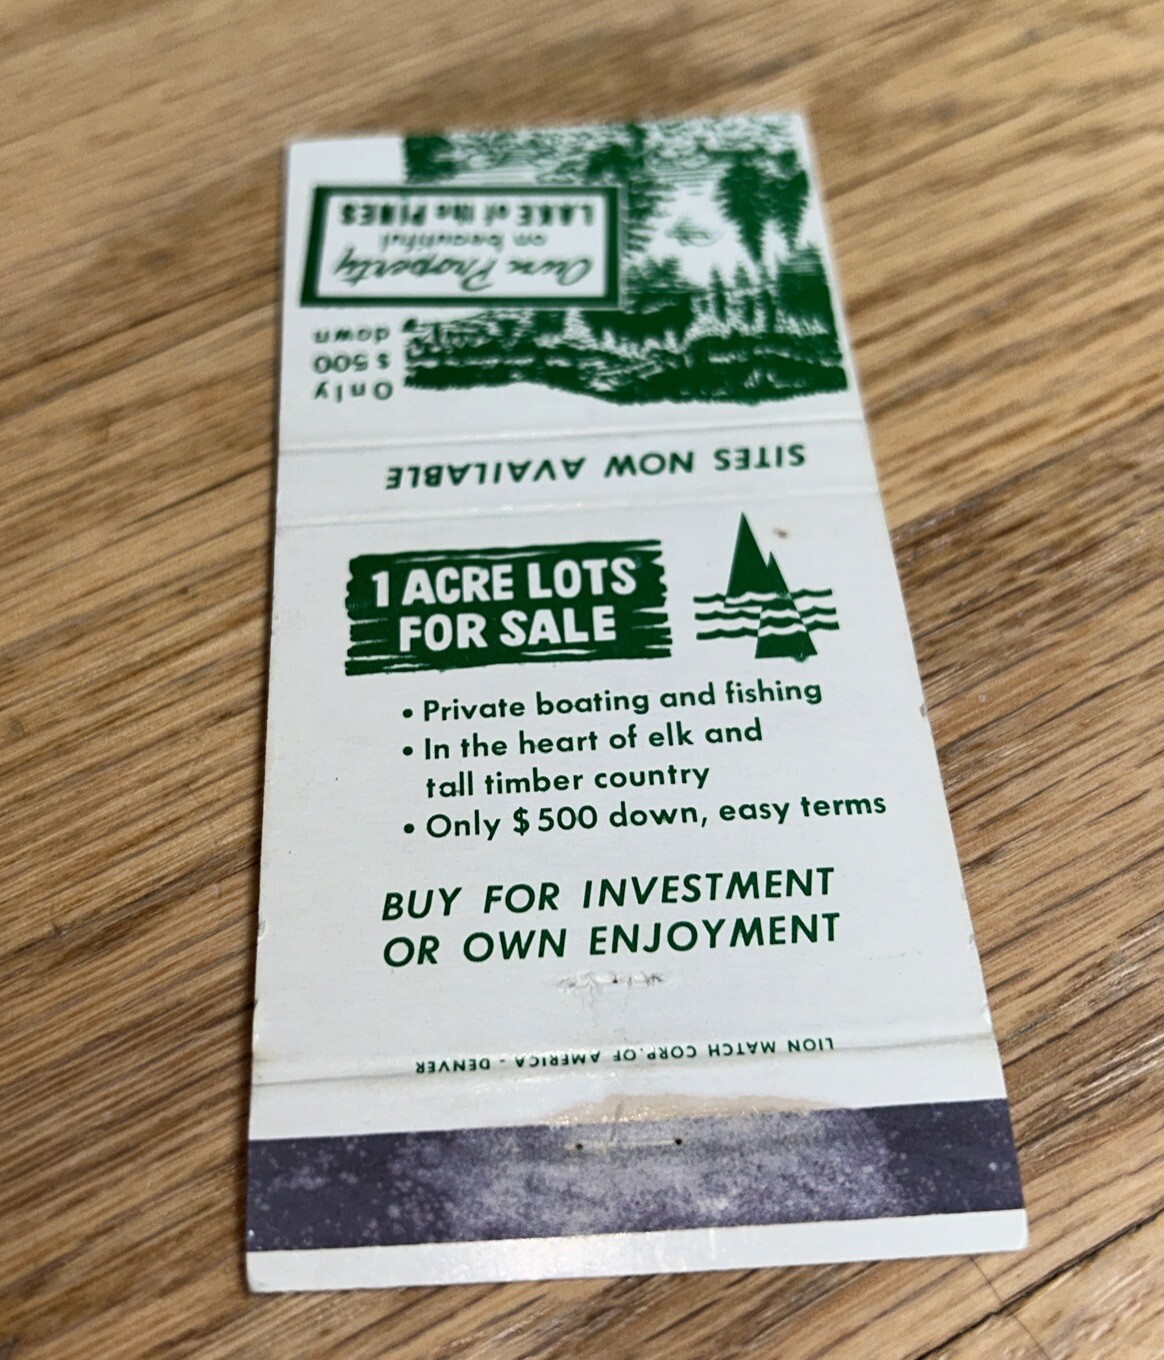 Own Property
on beautiful
LAKE of the PINES
Only
$500
down
SITES NOW AVAILABLE
1 ACRE LOTS
FOR SALE
• Private boating and fishing
• In the heart of elk and
tall timber country
• Only $500 down, easy terms
BUY FOR INVESTMENT
OR OWN ENJOYMENT
LION MATCH CORP. OF AMERICA - DENVER